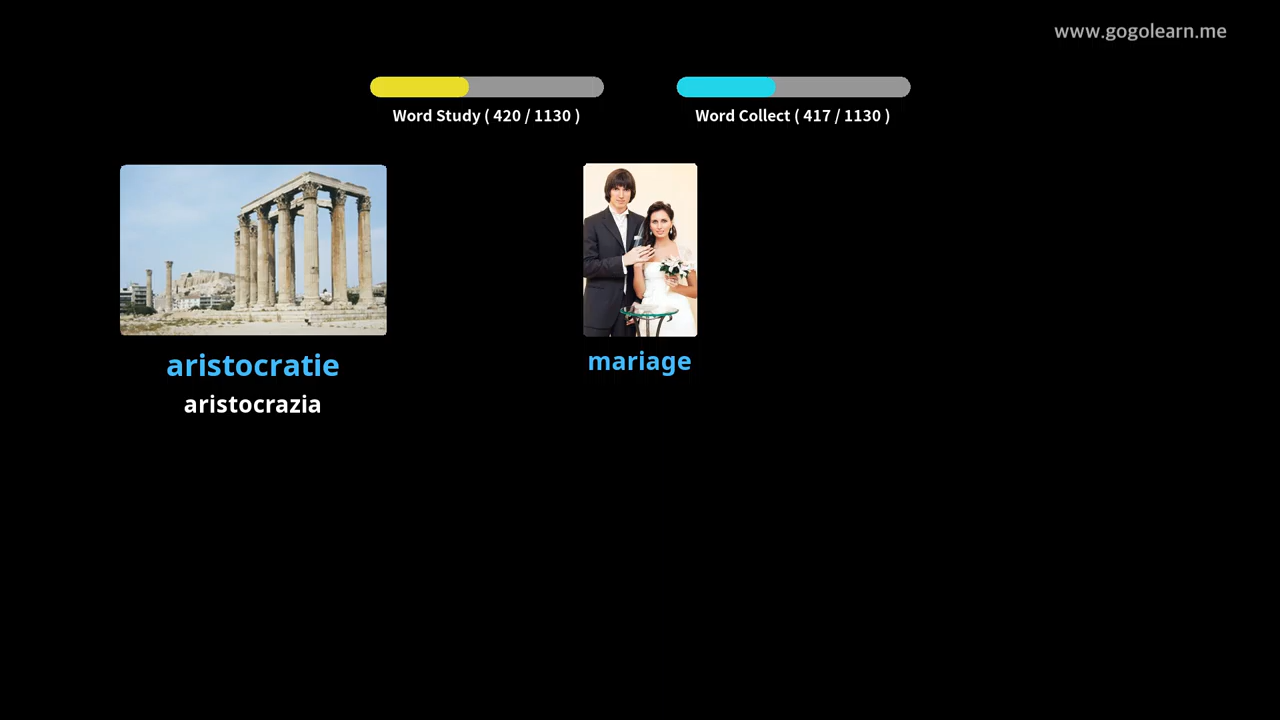 www.gogolearn.me
Word Study ( 420 / 1130 )
Word Collect ( 417 / 1130 )
aristocratie
aristocrazia
mariage